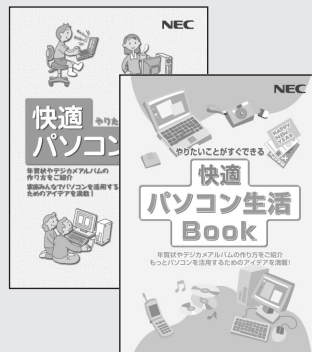 NEC
快適
やりた
パソコン
年賀状やデジカメアルバムの
作り方をご紹介
家族みんなでパソコンを活用する
ためのアイデアを満載!
NEC
HAPPY
NEW
YEAR
やりたいことがすぐできる
快適
パソコン生活
Book
年賀状やデジカメアルバムの作り方をご紹介
もっとパソコンを活用するためのアイデアを満載!